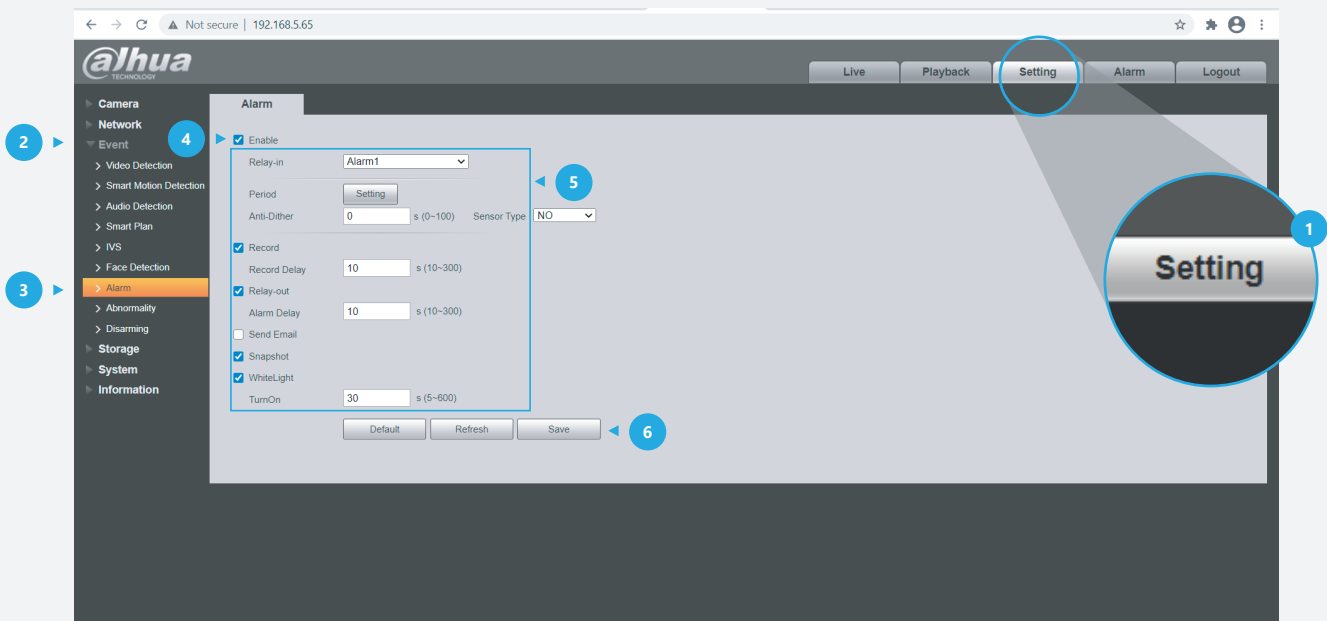 Not secure | 192.168.5.65
alhua
TECHNOLOGY
Live Playback Setting Alarm Logout
Camera
Network
Event
Video Detection
Smart Motion Detection
Audio Detection
Smart Plan
IVS
Face Detection
Alarm
Abnormality
Disarming
Storage
System
Information
Alarm
Enable
Relay-in Alarm1
Period Setting
Anti-Dither 0 s (0~100) Sensor Type NO
Record
Record Delay 10 s (10~300)
Relay-out
Alarm Delay 10 s (10~300)
Send Email
Snapshot
WhiteLight
TurnOn 30 s (5~600)
Default Refresh Save
2
3
4
5
6
1
Setting